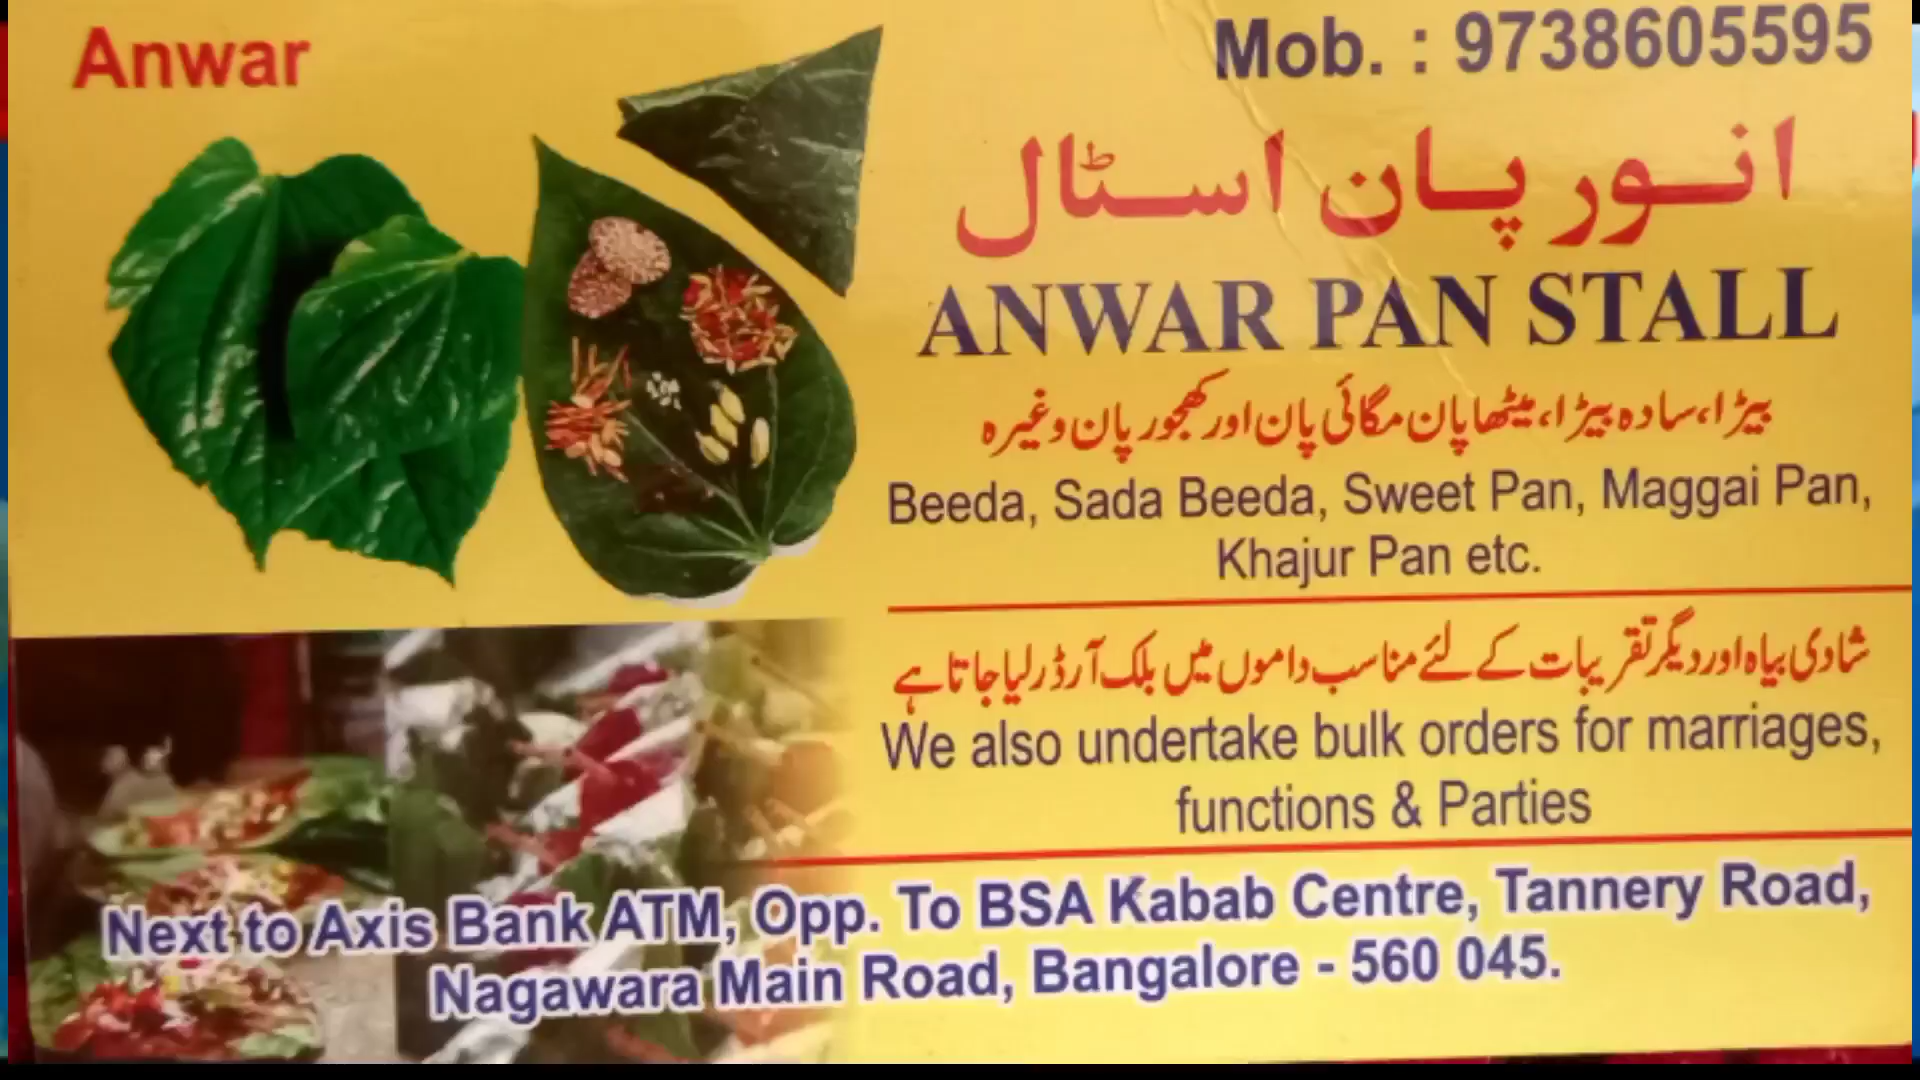 Anwar
Mob. : 9738605595
انور پان اسٹال
ANWAR PAN STALL
بیڑا، سادہ بیڑا، میٹھا پان مگائی پان اور کھجور پان وغیرہ
Beeda, Sada Beeda, Sweet Pan, Maggai Pan,
Khajur Pan etc.
شادی بیاہ اور دیگر تقریبات کے لئے مناسب داموں میں بلک آرڈر لیا جاتا ہے
We also undertake bulk orders for marriages,
functions & Parties
Next to Axis Bank ATM, Opp. To BSA Kabab Centre, Tannery Road,
Nagawara Main Road, Bangalore - 560 045.